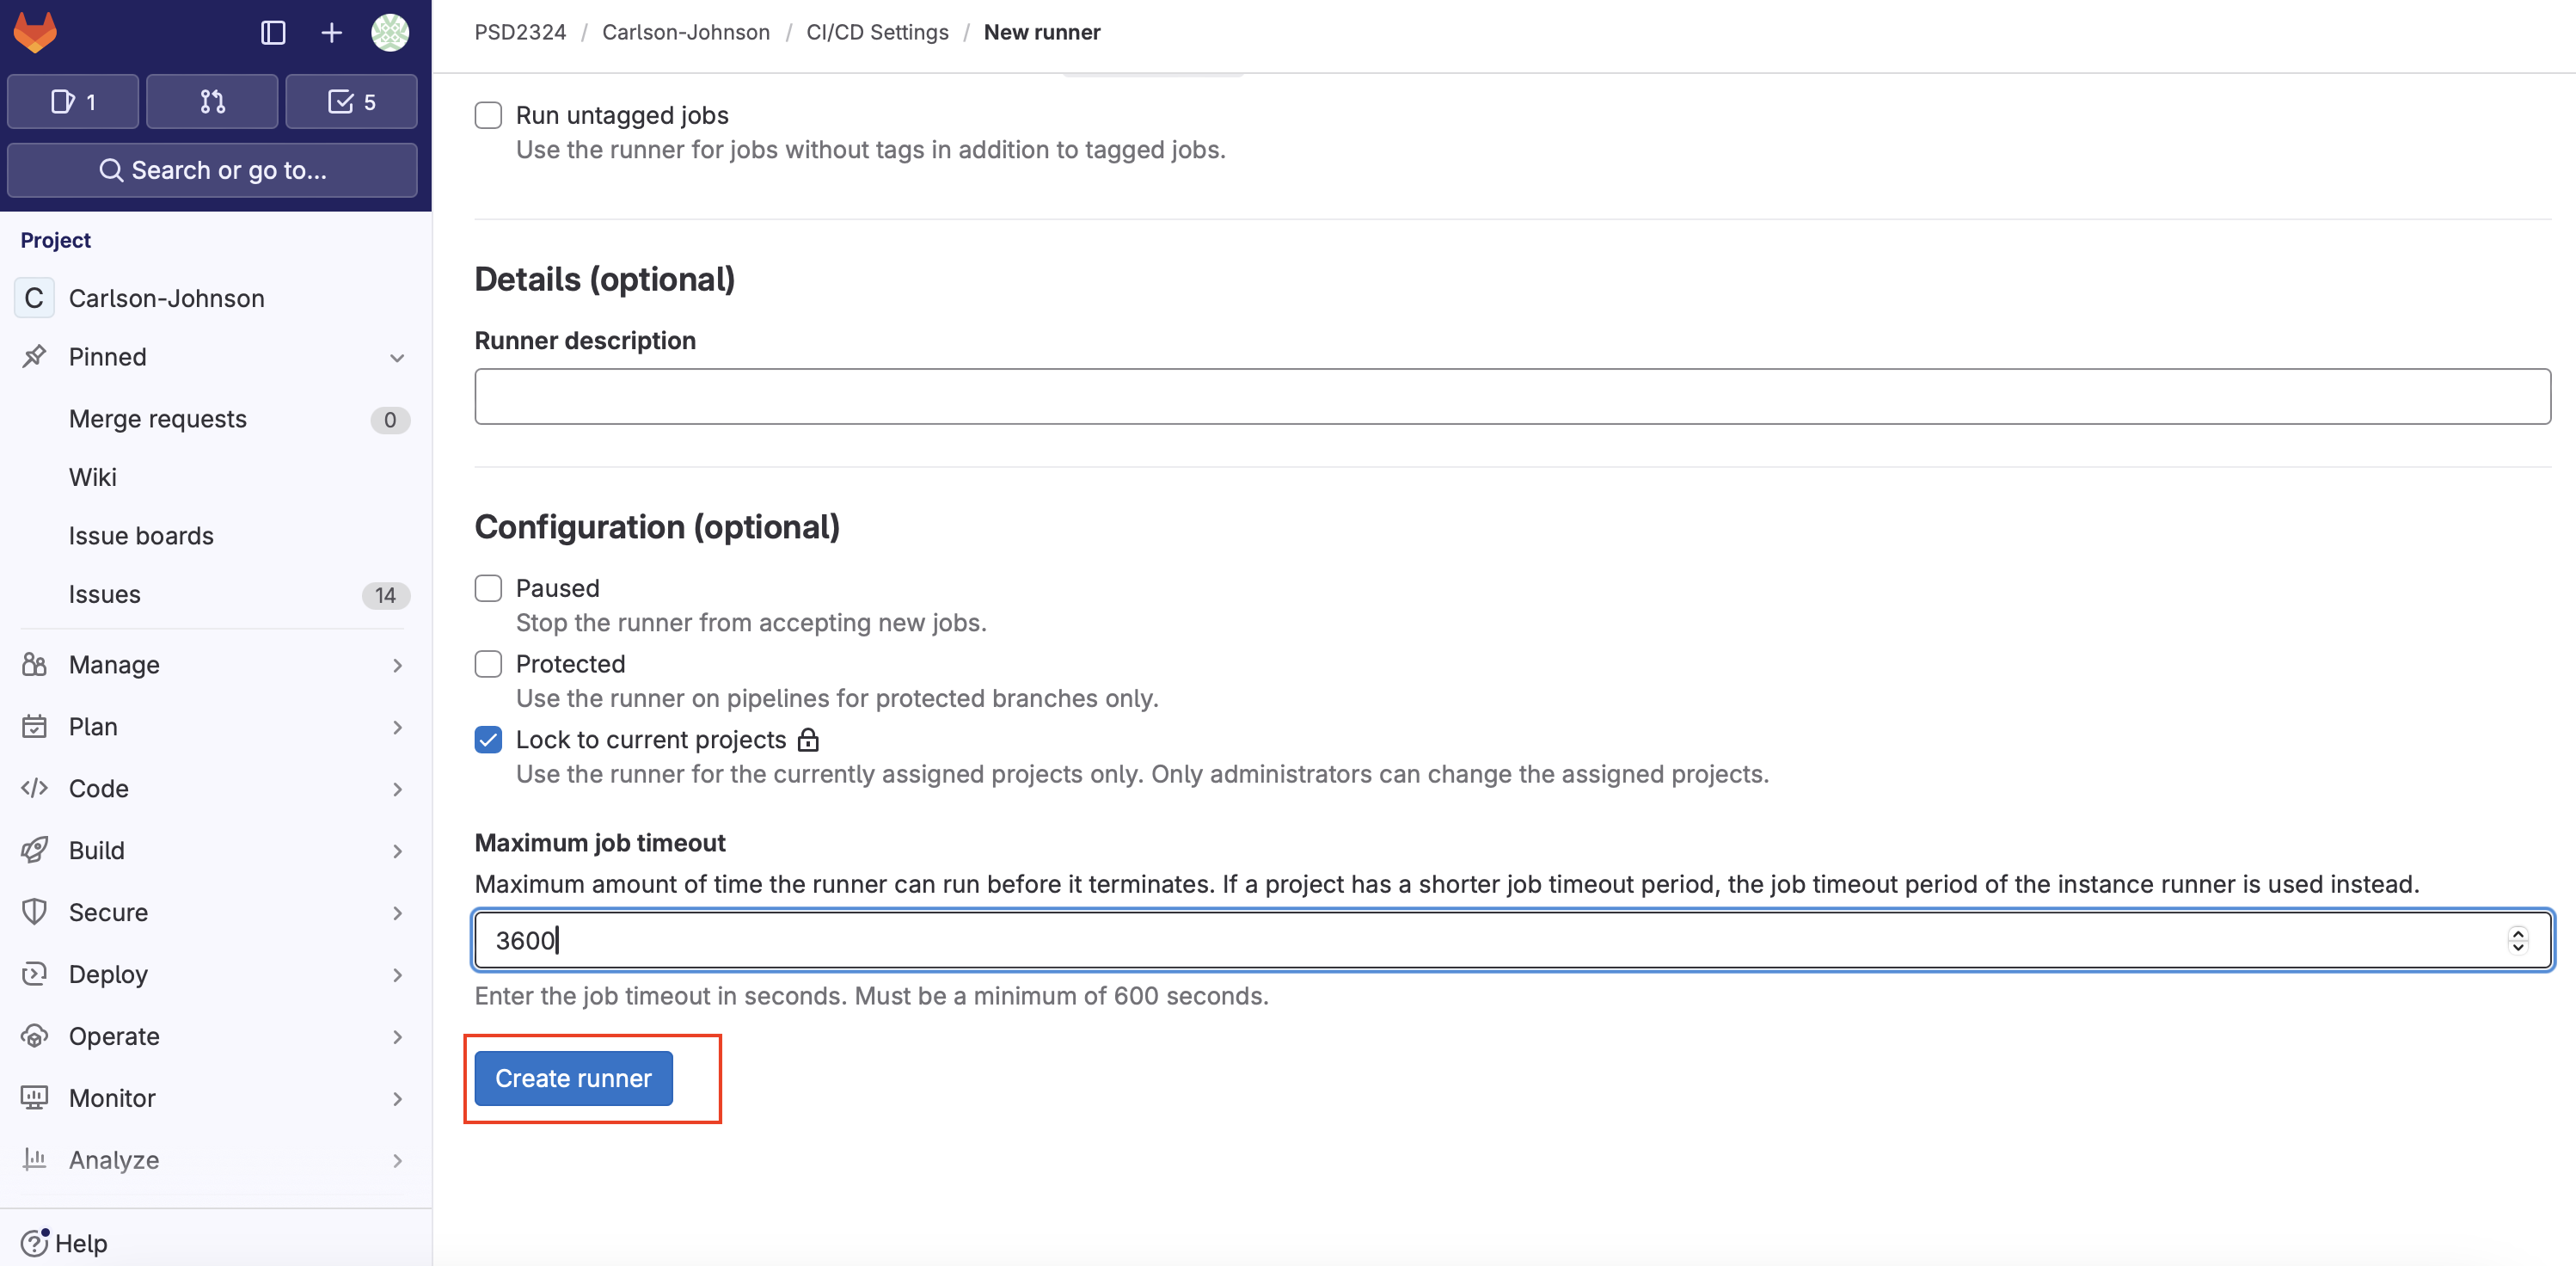 PSD2324 / Carlson-Johnson / CI/CD Settings / New runner
1
5
Search or go to...
Project
C Carlson-Johnson
Pinned
Merge requests 0
Wiki
Issue boards
Issues 14
Manage
Plan
Code
Build
Secure
Deploy
Operate
Monitor
Analyze
Help
Run untagged jobs
Use the runner for jobs without tags in addition to tagged jobs.
Details (optional)
Runner description
Configuration (optional)
Paused
Stop the runner from accepting new jobs.
Protected
Use the runner on pipelines for protected branches only.
Lock to current projects
Use the runner for the currently assigned projects only. Only administrators can change the assigned projects.
Maximum job timeout
Maximum amount of time the runner can run before it terminates. If a project has a shorter job timeout period, the job timeout period of the instance runner is used instead.
3600
Enter the job timeout in seconds. Must be a minimum of 600 seconds.
Create runner